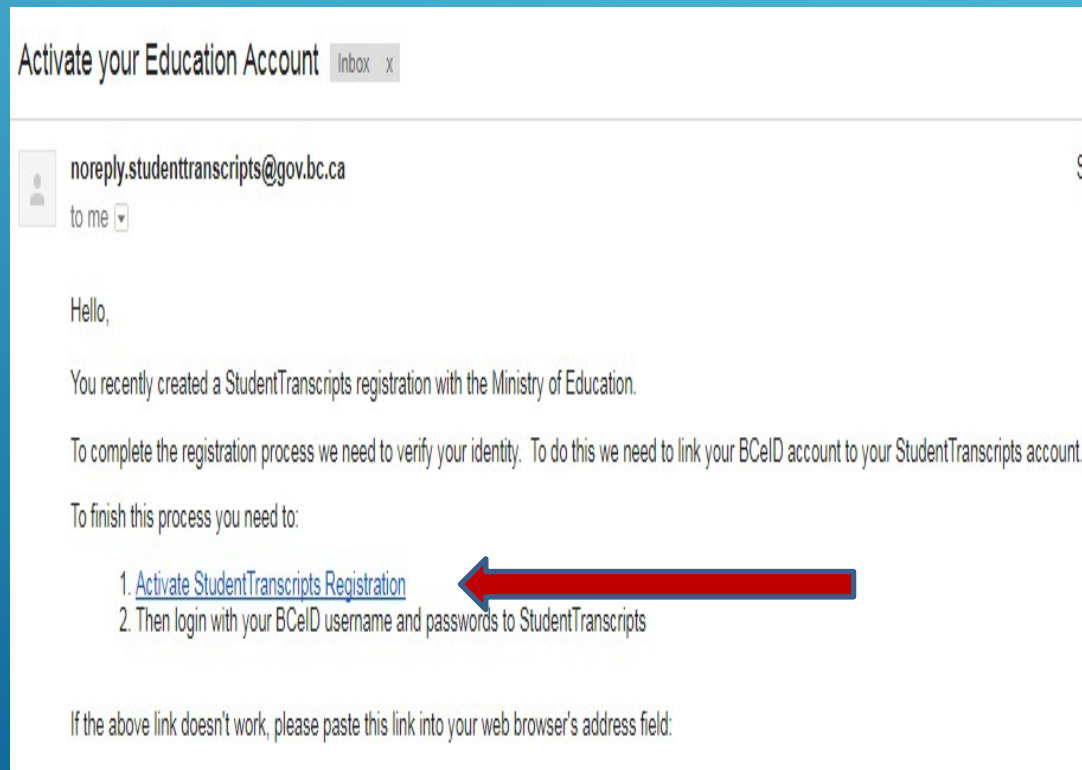 Activate your Education Account Inbox x
noreply.studenttranscripts@gov.bc.ca
to me
Hello,
You recently created a StudentTranscripts registration with the Ministry of Education.
To complete the registration process we need to verify your identity. To do this we need to link your BCeID account to your StudentTranscripts account.
To finish this process you need to:
1. Activate StudentTranscripts Registration
2. Then login with your BCeID username and passwords to StudentTranscripts
If the above link doesn't work, please paste this link into your web browser's address field: